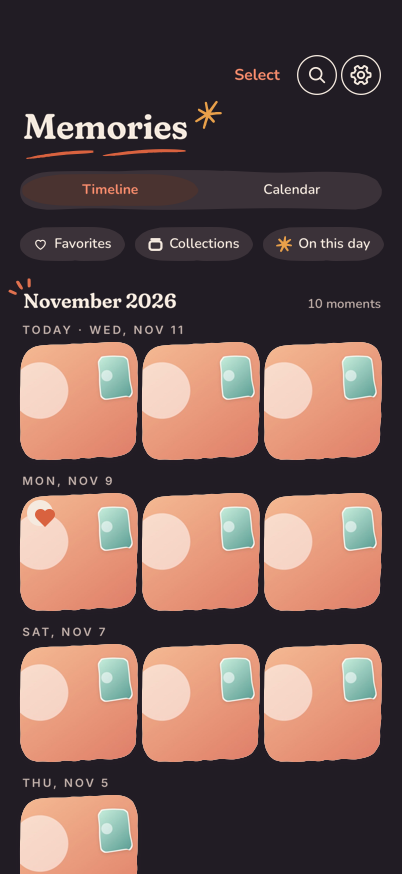 Select
Memories
Timeline
Calendar
Favorites
Collections
On this day
November 2026
10 moments
TODAY · WED, NOV 11
MON, NOV 9
SAT, NOV 7
THU, NOV 5